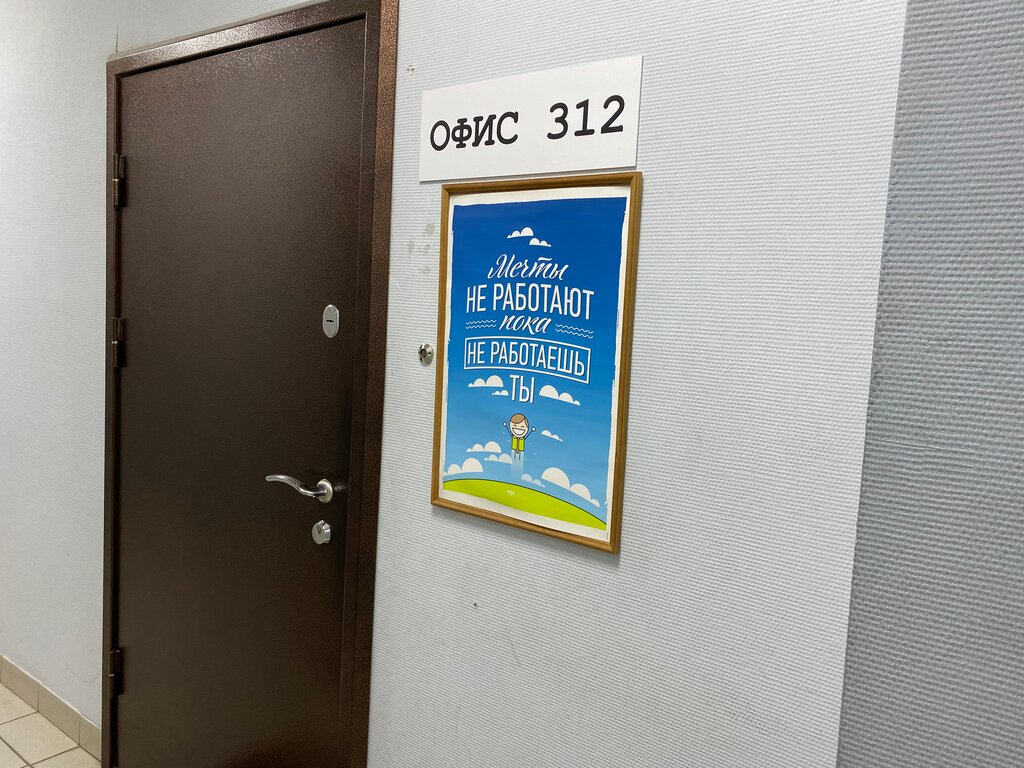 ОФИС 312
Мечты
НЕ РАБОТАЮТ
пока
НЕ РАБОТАЕШЬ
ТЫ